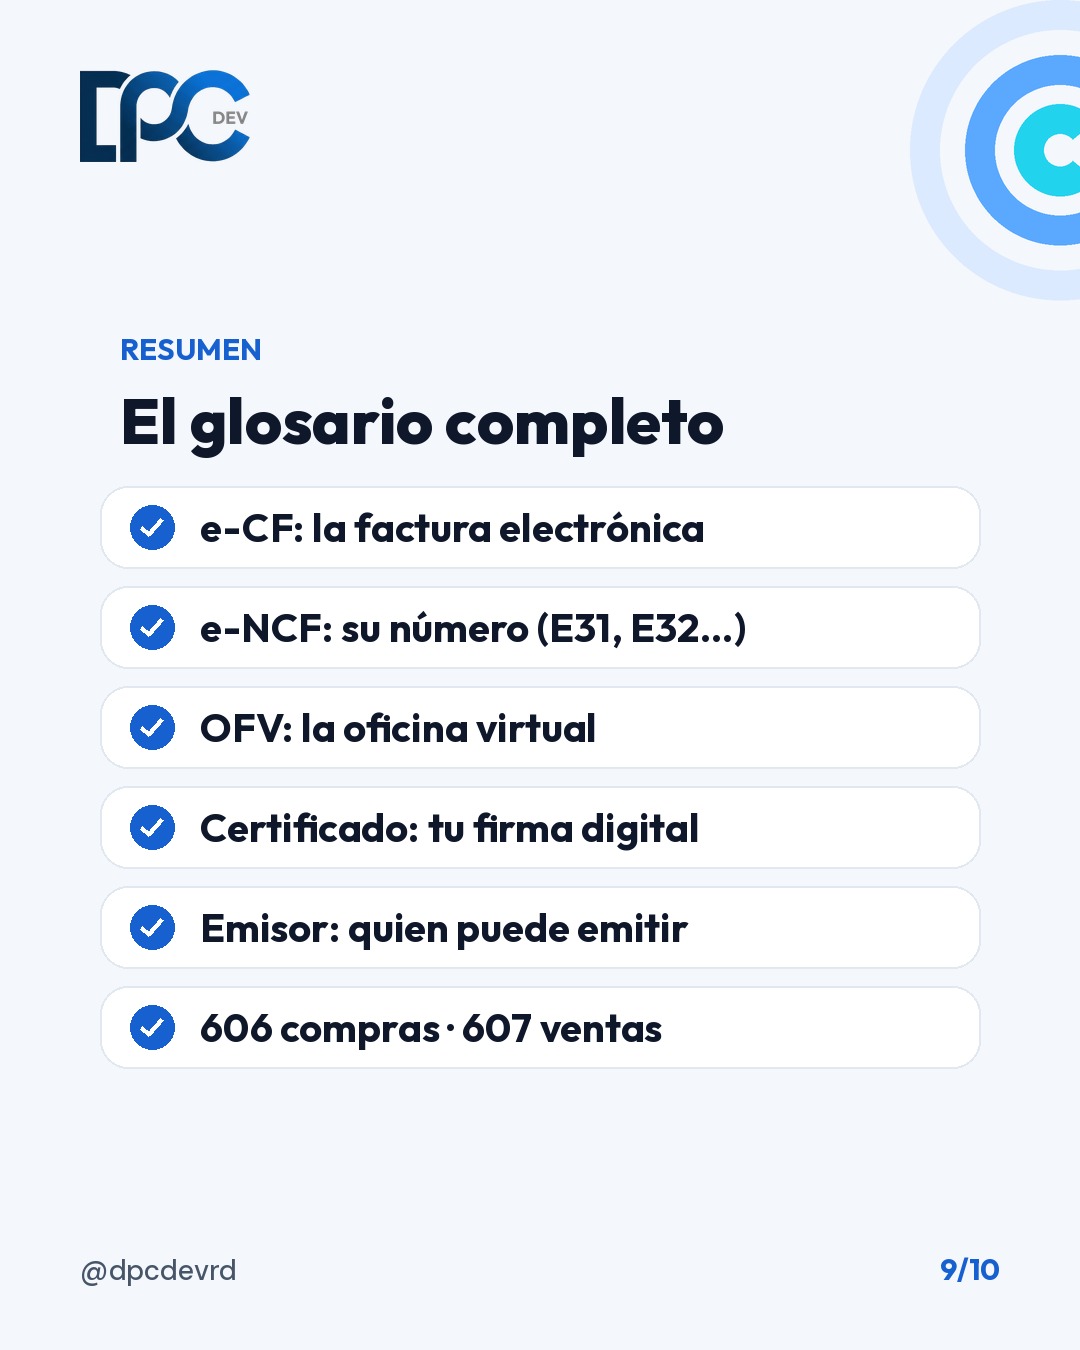 DPC
DEV
RESUMEN
El glosario completo
e-CF: la factura electrónica
e-NCF: su número (E31, E32...)
OFV: la oficina virtual
Certificado: tu firma digital
Emisor: quien puede emitir
606 compras · 607 ventas
@dpcdevrd
9/10